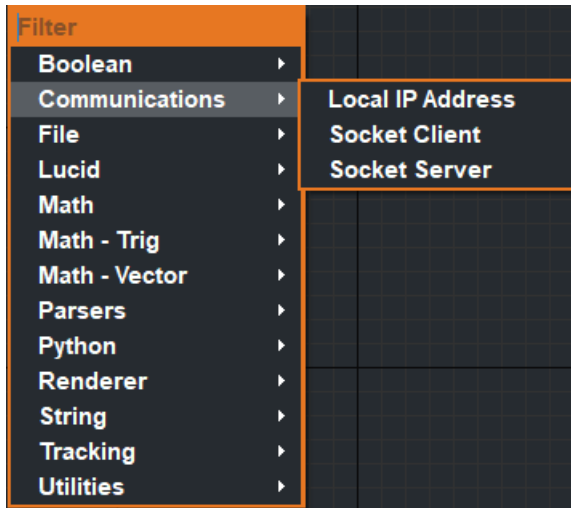 Filter
Boolean
Communications
File
Lucid
Math
Math - Trig
Math - Vector
Parsers
Python
Renderer
String
Tracking
Utilities
Local IP Address
Socket Client
Socket Server